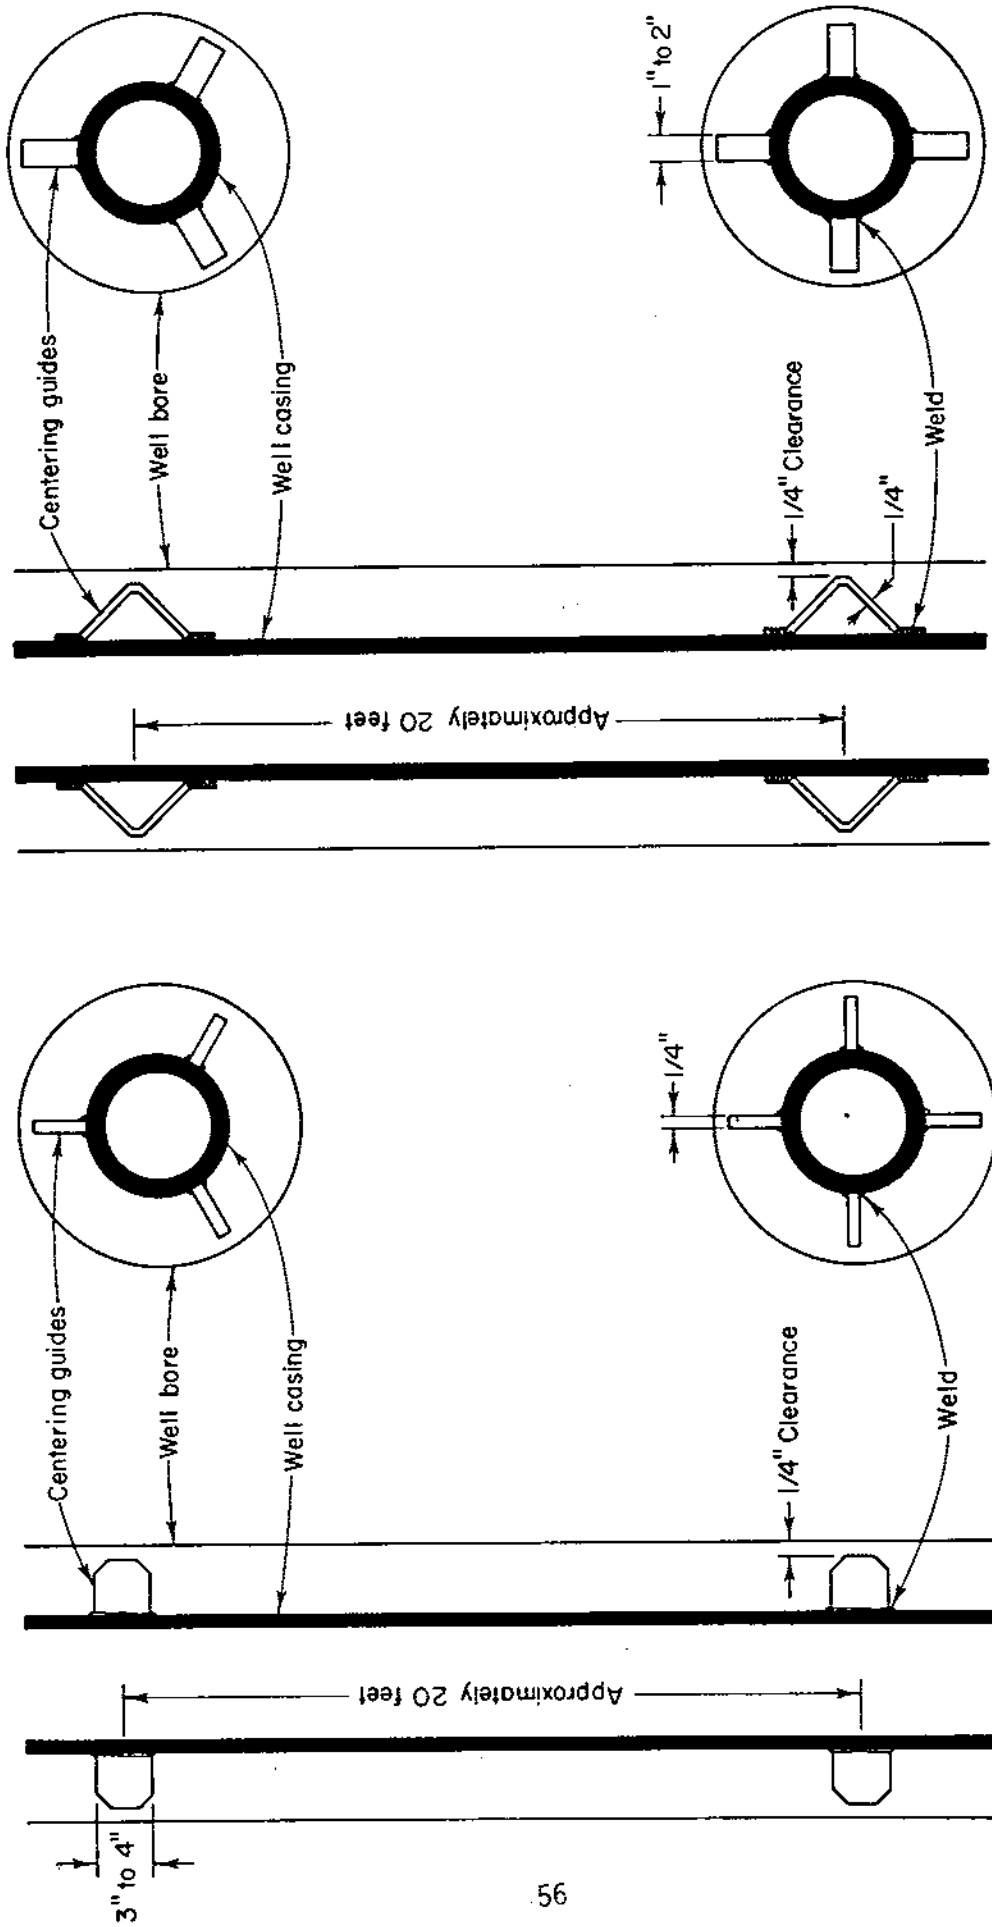 Centering guides
Well bore
Well casing
Approximately 20 feet
3" to 4"
1/4" Clearance
1/4"
Weld
Centering guides
Well bore
Well casing
Approximately 20 feet
1/4" Clearance
1/4"
1" to 2"
Weld
56